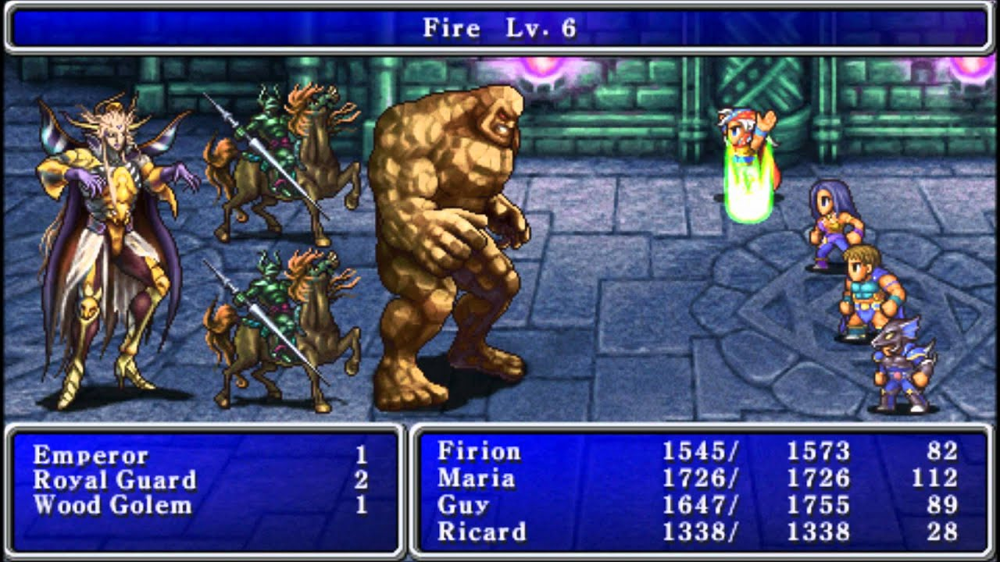 Fire Lv. 6
Emperor 1
Royal Guard 2
Wood Golem 1
Firion 1545/ 1573 82
Maria 1726/ 1726 112
Guy 1647/ 1755 89
Ricard 1338/ 1338 28